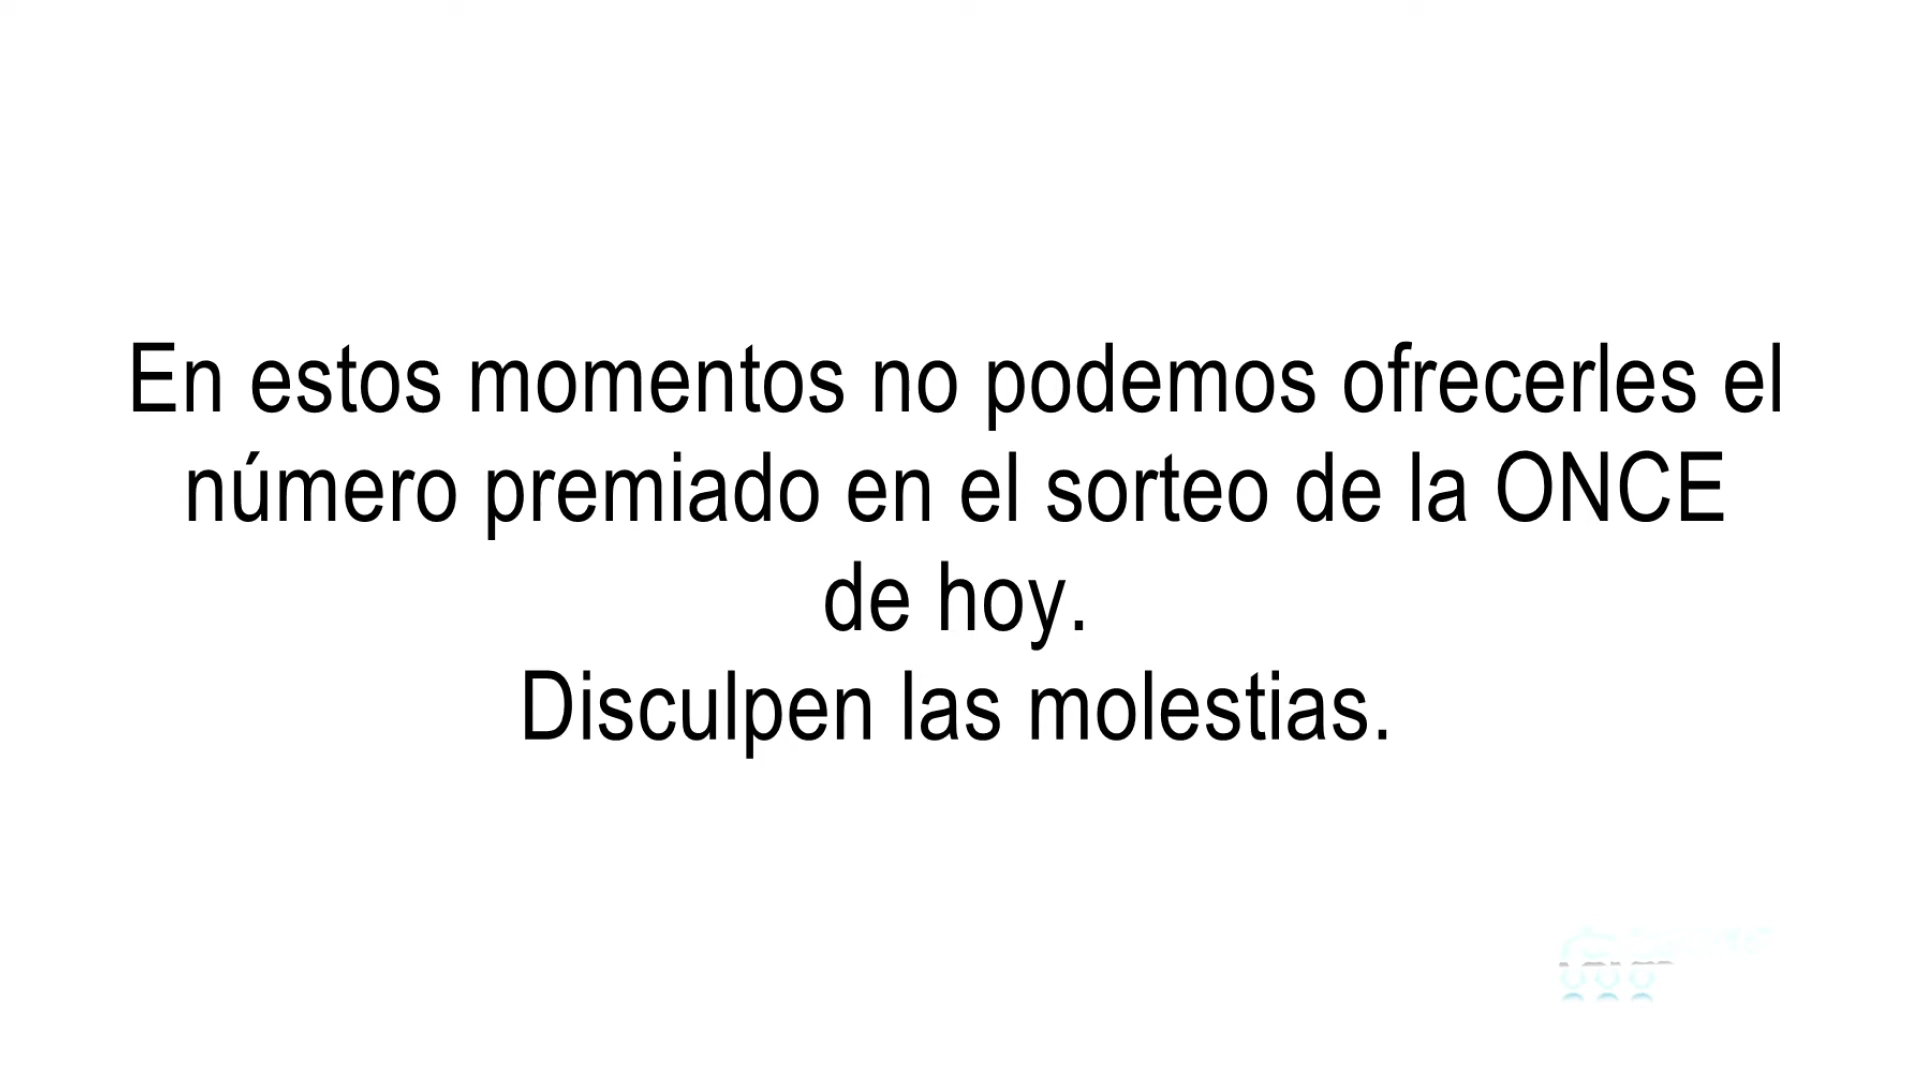 En estos momentos no podemos ofrecerles el
número premiado en el sorteo de la ONCE
de hoy.
Disculpen las molestias.